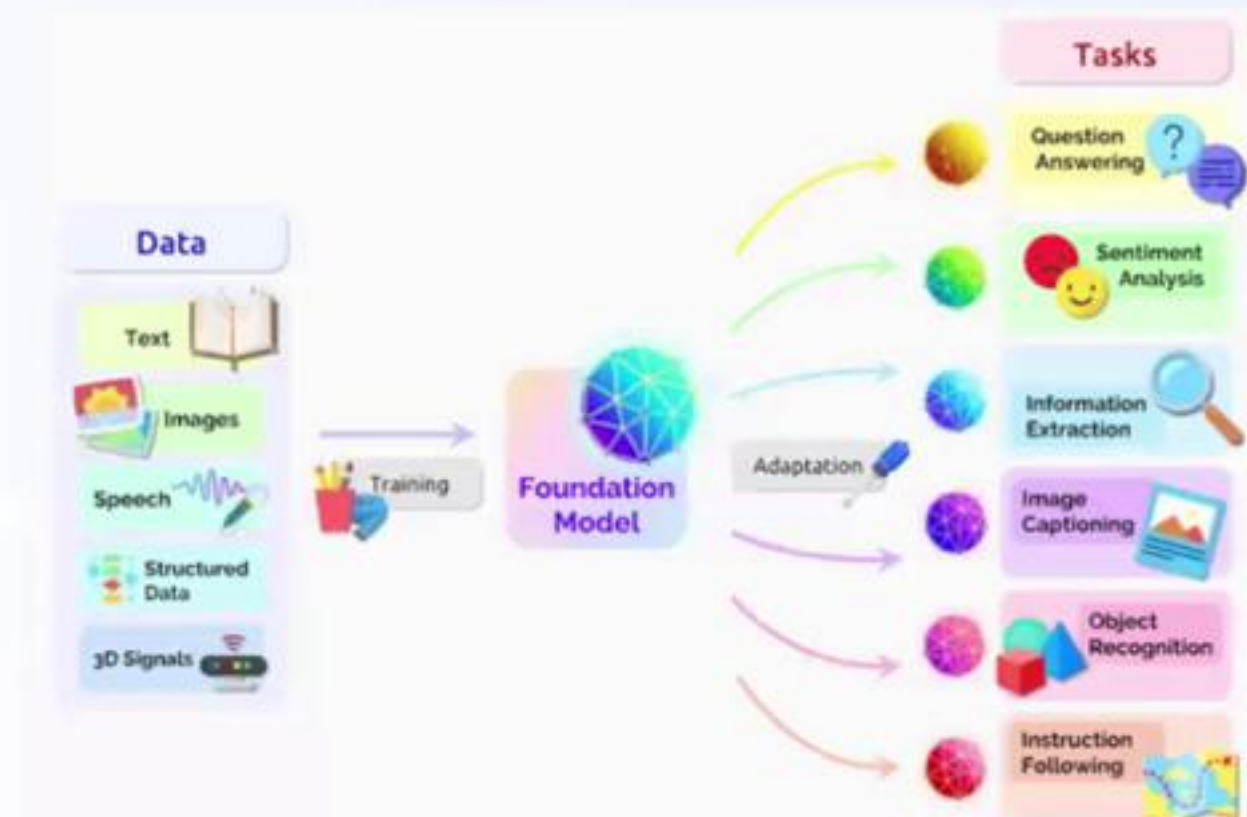 Tasks
Question
Answering
?
Sentiment
Analysis
Data
Text
Images
Speech
Structured
Data
3D Signals
Training
Foundation
Model
Adaptation
Information
Extraction
Image
Captioning
Object
Recognition
Instruction
Following